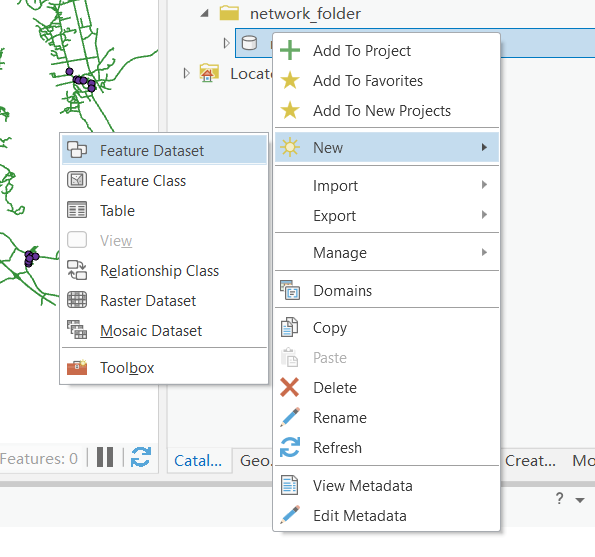 network_folder
Locate
Add To Project
Add To Favorites
Add To New Projects
New
Import
Export
Manage
Domains
Copy
Paste
Delete
Rename
Refresh
View Metadata
Edit Metadata
Feature Dataset
Feature Class
Table
View
Relationship Class
Raster Dataset
Mosaic Dataset
Toolbox
Features: 0
Catal...
Geo.
Creat...
Mo
?